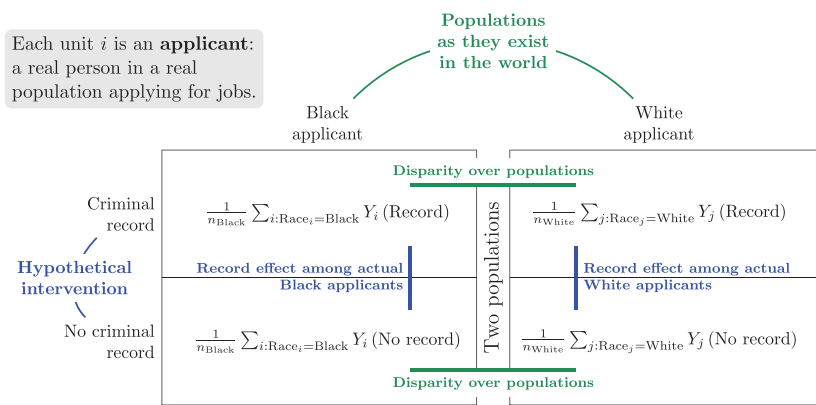 Each unit i is an applicant:
a real person in a real
population applying for jobs.
Populations
as they exist
in the world
Black
applicant
White
applicant
Disparity over populations
Criminal
record
1/n_Black ∑_{i:Race_i=Black} Y_i (Record)
1/n_White ∑_{j:Race_j=White} Y_j (Record)
Two populations
Hypothetical
intervention
Record effect among actual
Black applicants
Record effect among actual
White applicants
No criminal
record
1/n_Black ∑_{i:Race_i=Black} Y_i (No record)
1/n_White ∑_{j:Race_j=White} Y_j (No record)
Disparity over populations